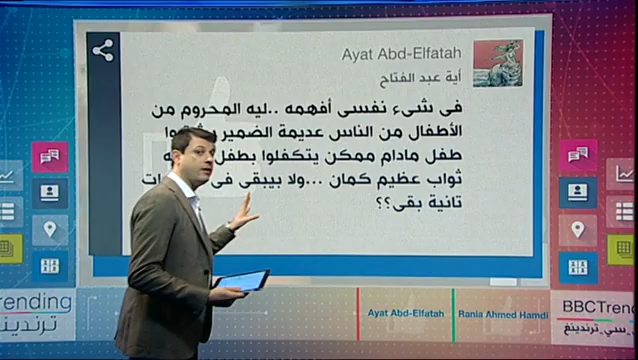 Ayat Abd-Elfatah
أية عبد الفتاح
فى شىء نفسى أفهمه ..ليه المحروم من
الأطفال من الناس عديمة الضمير
طفل مادام ممكن يتكفلوا بطفل
ثواب عظيم كمان ...ولا بيبقى فى
تانية بقى؟؟
Trending
ترندينغ
Ayat Abd-Elfatah
Rania Ahmed Hamdi
BBCTrend
بي_سي_ترندينغ